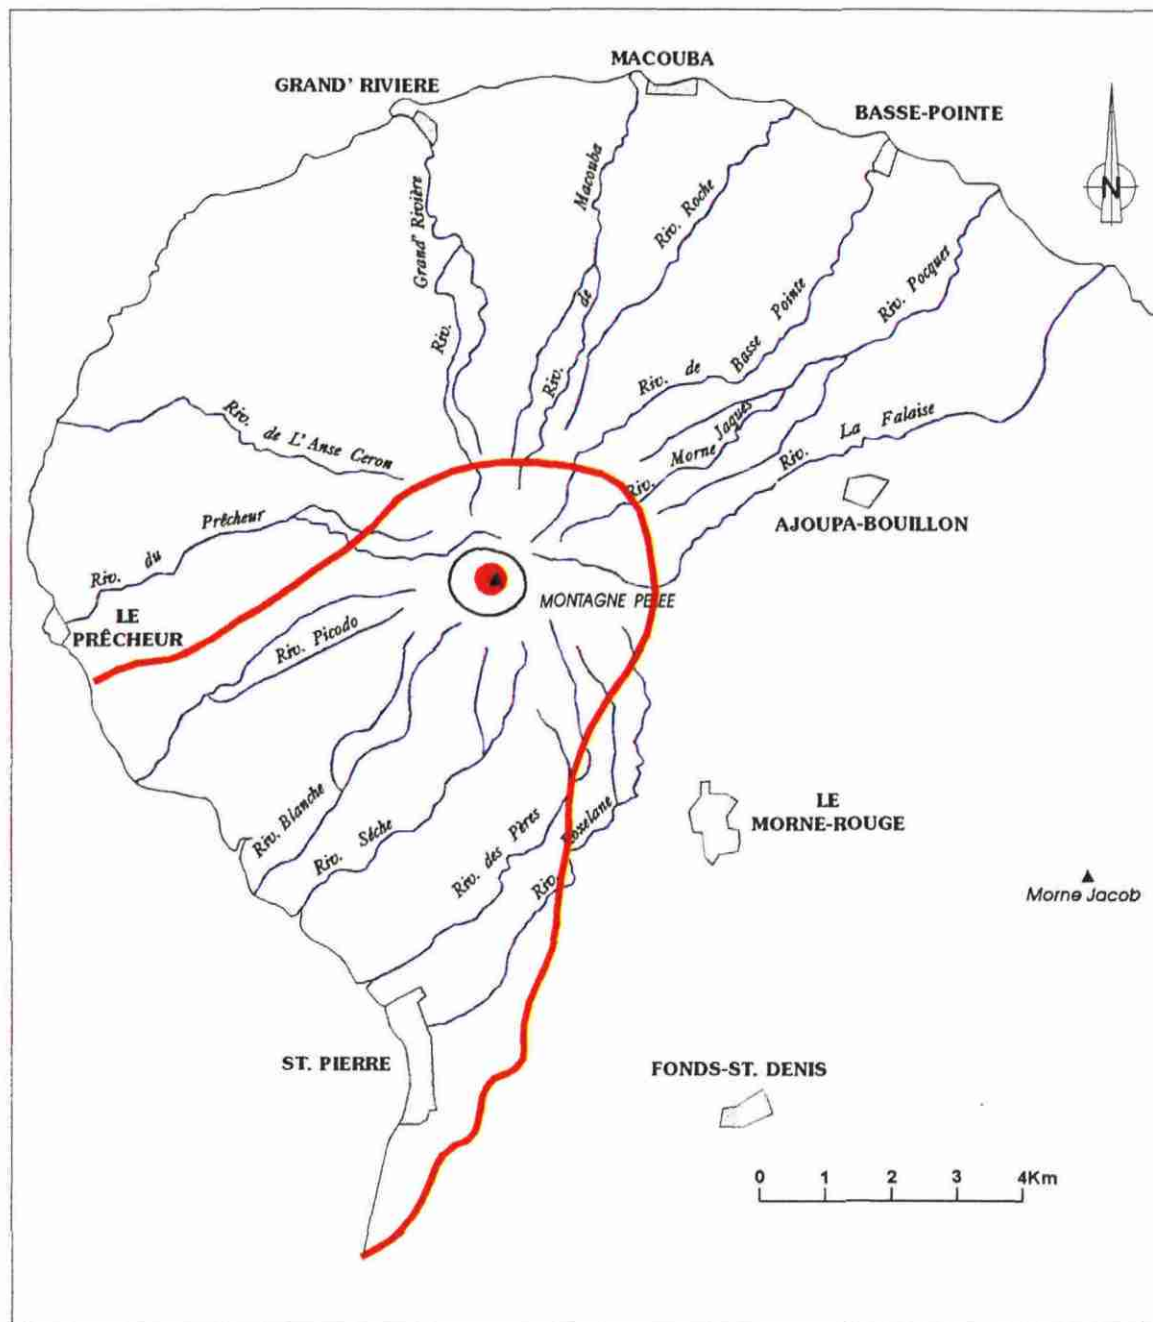 MACOUBA
GRAND' RIVIERE
BASSE-POINTE
N
Riv. Grand' Rivière
Riv. de Macouba
Riv. Roche
Riv. de Basse Pointe
Riv. Pocquet
Riv. Morne Jaques
Riv. La Falaise
Riv. de L'Anse Ceron
AJOUPA-BOUILLON
Riv. du Prêcheur
LE
PRÊCHEUR
MONTAGNE PELEE
Riv. Picodo
Riv. Blanche
Riv. Séche
Riv. des Pères
Riv. Roxelane
LE
MORNE-ROUGE
Morne Jacob
ST. PIERRE
FONDS-ST. DENIS
0 1 2 3 4Km